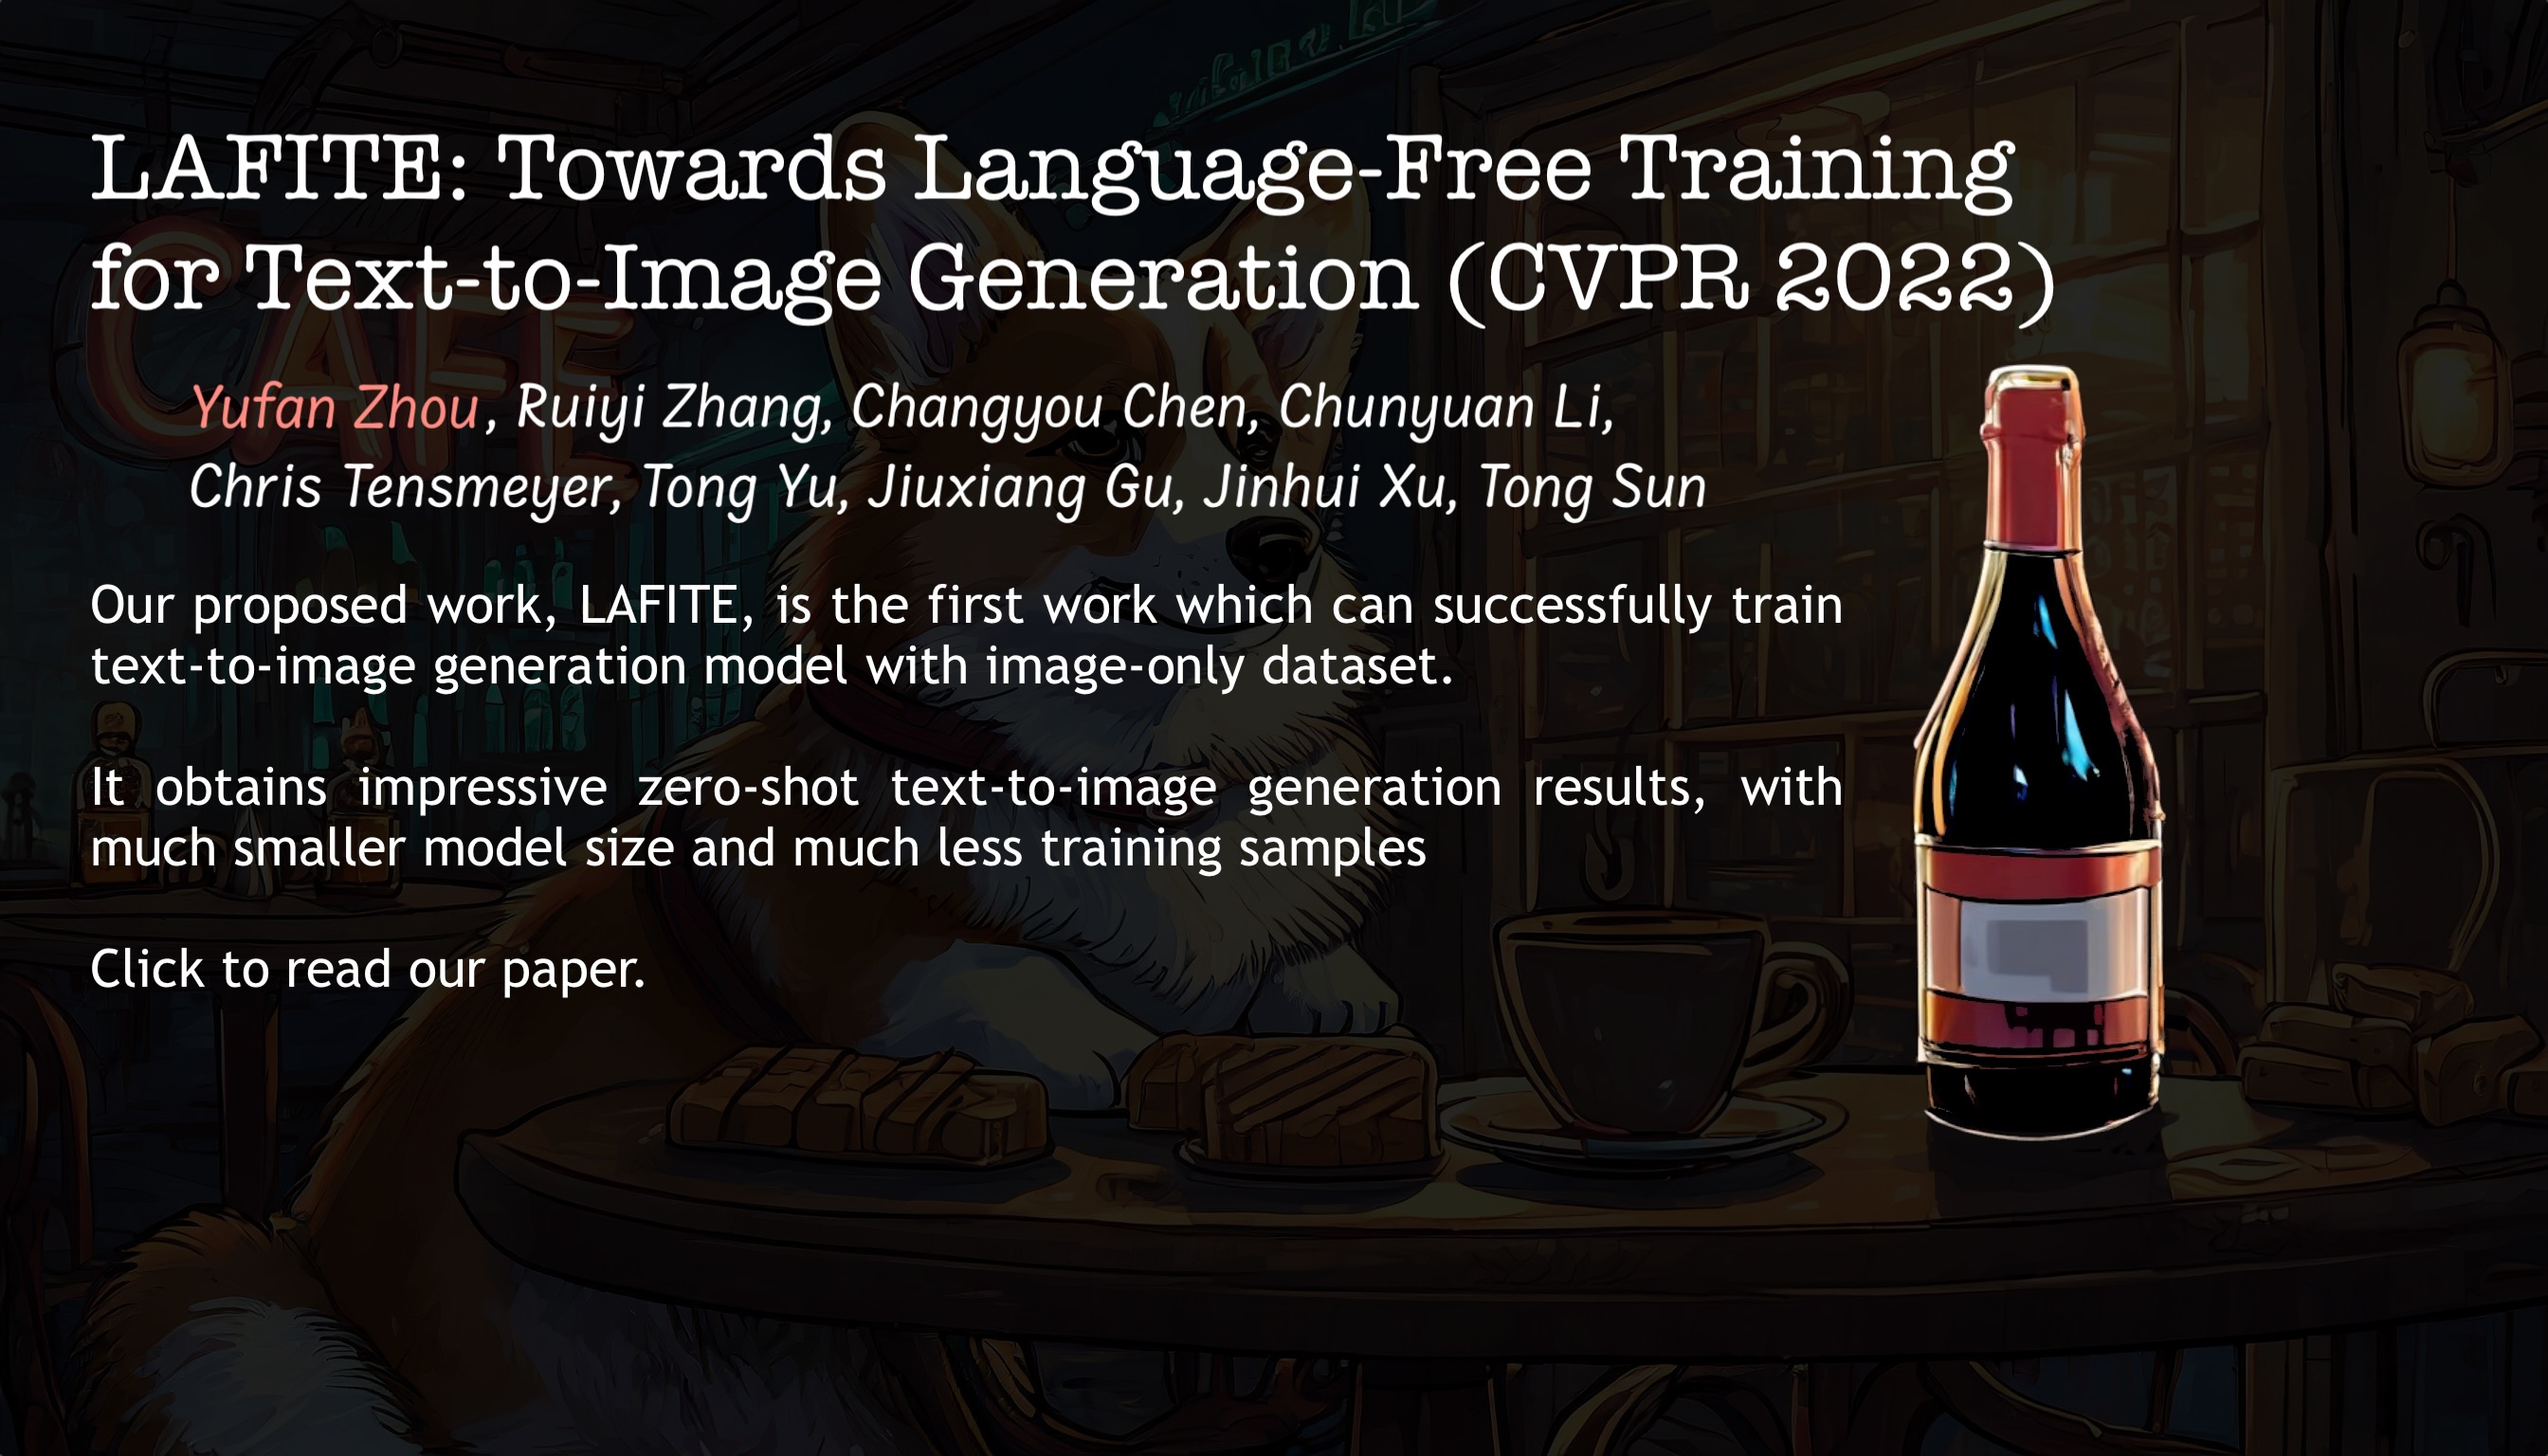 LAFITE: Towards Language-Free Training
for Text-to-Image Generation (CVPR 2022)
Yufan Zhou, Ruiyi Zhang, Changyou Chen, Chunyuan Li,
Chris Tensmeyer, Tong Yu, Jiuxiang Gu, Jinhui Xu, Tong Sun
CAFE
Our proposed work, LAFITE, is the first work which can successfully train
text-to-image generation model with image-only dataset.
It obtains impressive zero-shot text-to-image generation results, with
much smaller model size and much less training samples
Click to read our paper.